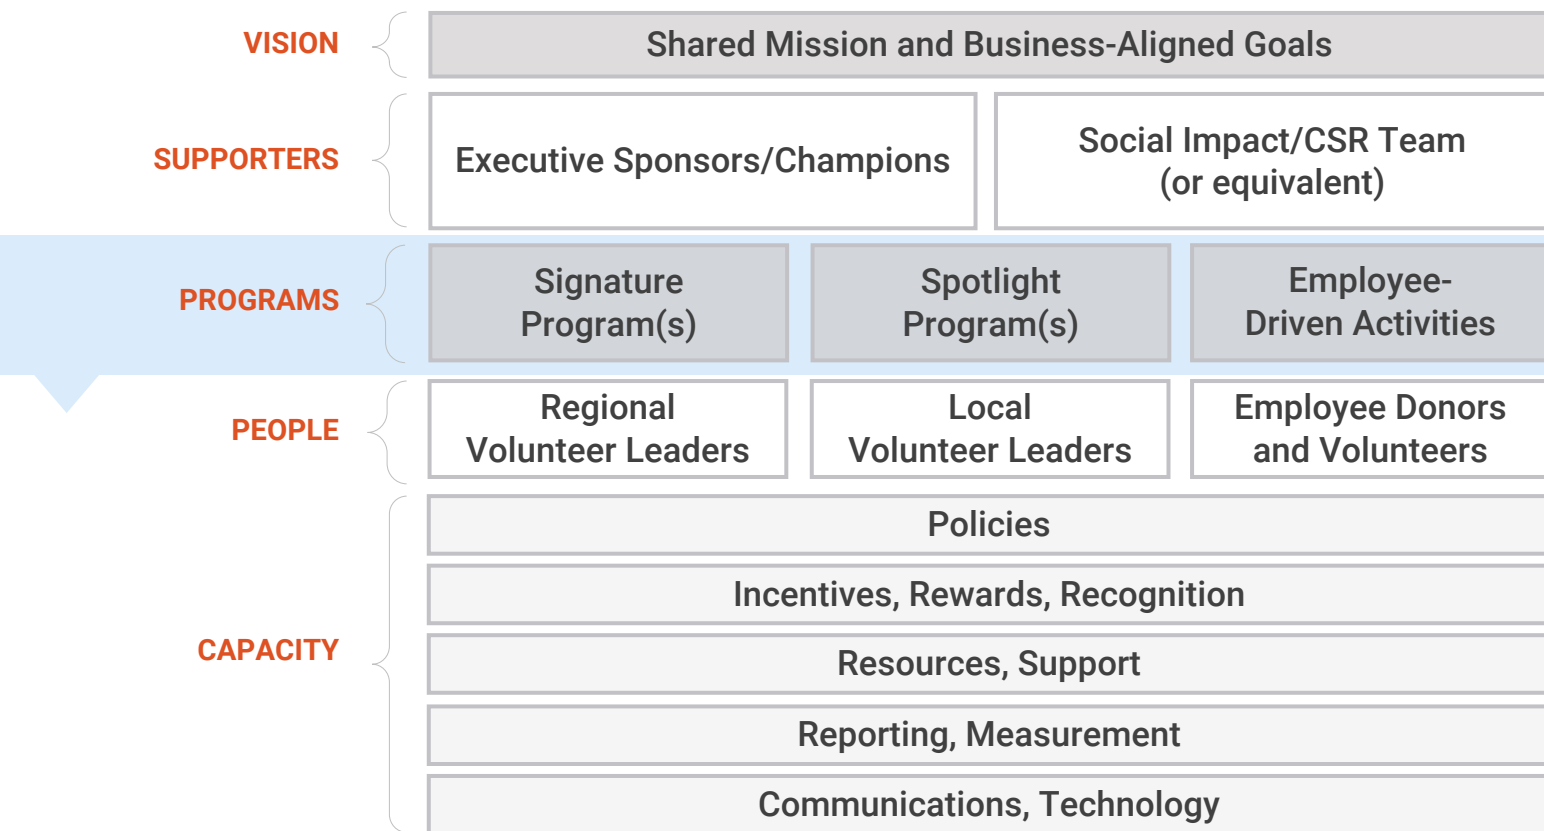 VISION
Shared Mission and Business-Aligned Goals
SUPPORTERS
Executive Sponsors/Champions
Social Impact/CSR Team
(or equivalent)
PROGRAMS
Signature
Program(s)
Spotlight
Program(s)
Employee-
Driven Activities
PEOPLE
Regional
Volunteer Leaders
Local
Volunteer Leaders
Employee Donors
and Volunteers
CAPACITY
Policies
Incentives, Rewards, Recognition
Resources, Support
Reporting, Measurement
Communications, Technology